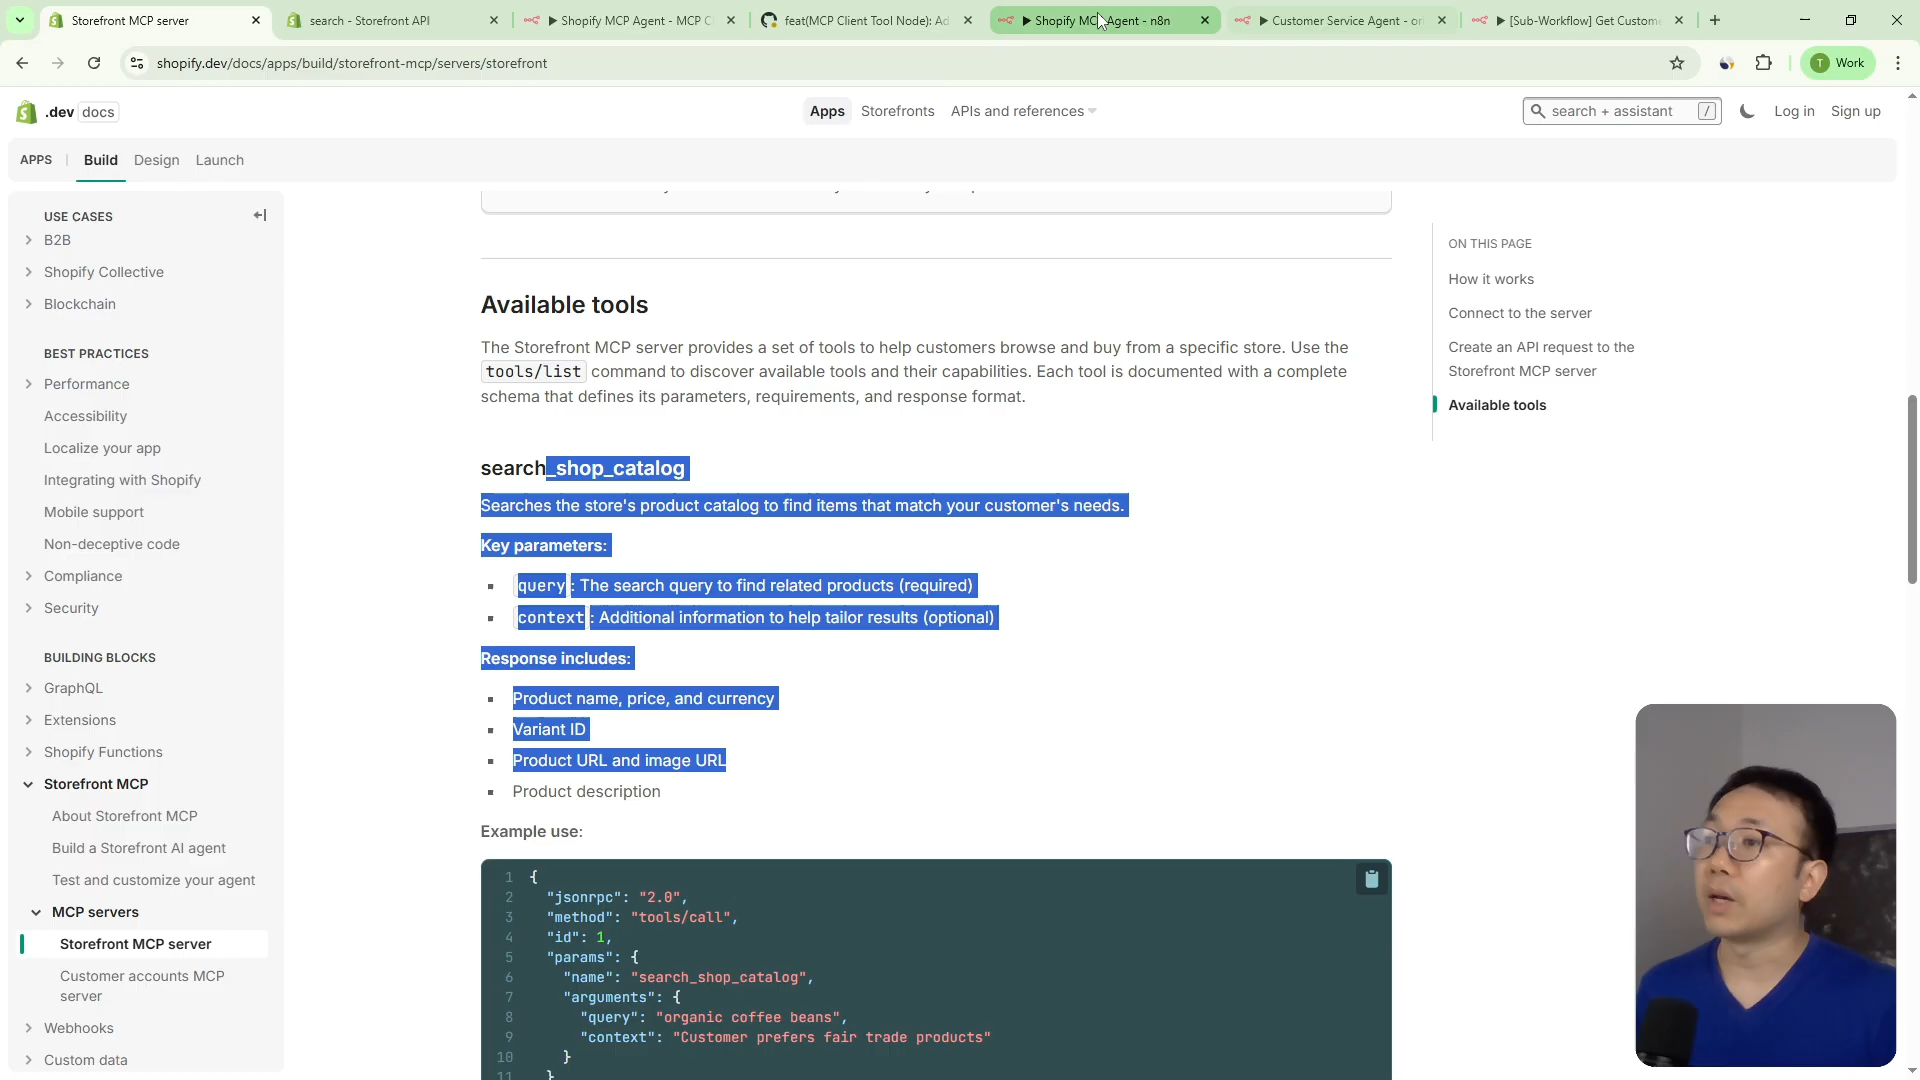 Storefront MCP server
search - Storefront API
Shopify MCP Agent - MCP C
feat(MCP Client Tool Node): Ad
Shopify MCP Agent - n8n
Customer Service Agent - or
[Sub-Workflow] Get Custome
shopify.dev/docs/apps/build/storefront-mcp/servers/storefront
T
Work
.dev
docs
Apps
Storefronts
APIs and references
search + assistant
/
Log in
Sign up
APPS
Build
Design
Launch
USE CASES
B2B
Shopify Collective
Blockchain
BEST PRACTICES
Performance
Accessibility
Localize your app
Integrating with Shopify
Mobile support
Non-deceptive code
Compliance
Security
BUILDING BLOCKS
GraphQL
Extensions
Shopify Functions
Storefront MCP
About Storefront MCP
Build a Storefront AI agent
Test and customize your agent
MCP servers
Storefront MCP server
Customer accounts MCP
server
Webhooks
Custom data
Available tools
The Storefront MCP server provides a set of tools to help customers browse and buy from a specific store. Use the
tools/list command to discover available tools and their capabilities. Each tool is documented with a complete
schema that defines its parameters, requirements, and response format.
search_shop_catalog
Searches the store's product catalog to find items that match your customer's needs.
Key parameters:
query: The search query to find related products (required)
context: Additional information to help tailor results (optional)
Response includes:
Product name, price, and currency
Variant ID
Product URL and image URL
Product description
Example use:
1 {
2 "jsonrpc": "2.0",
3 "method": "tools/call",
4 "id": 1,
5 "params": {
6 "name": "search_shop_catalog",
7 "arguments": {
8 "query": "organic coffee beans",
9 "context": "Customer prefers fair trade products"
10 }
11 }
ON THIS PAGE
How it works
Connect to the server
Create an API request to the
Storefront MCP server
Available tools